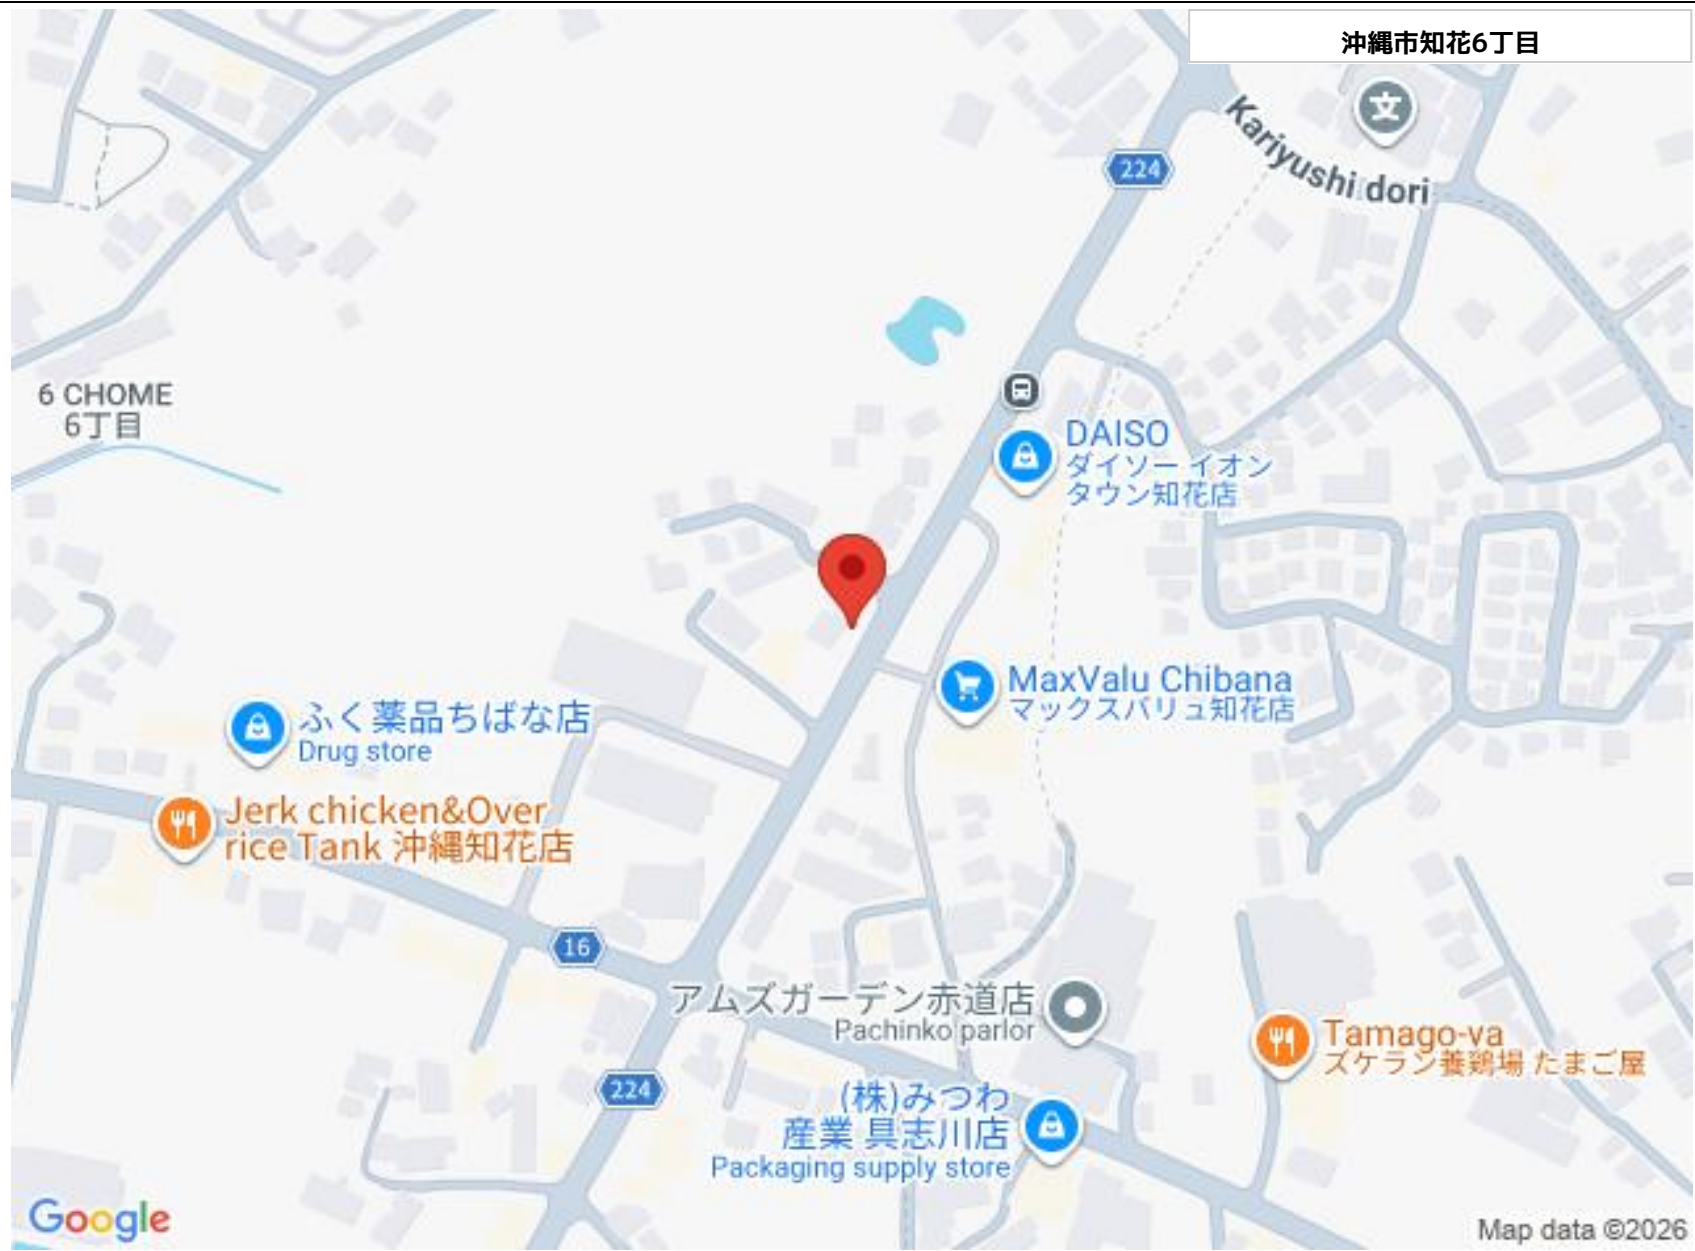 沖縄市知花6丁目
Kariyushi dori
224
6 CHOME
6丁目
DAISO
ダイソー イオン
タウン知花店
MaxValu Chibana
マックスバリュ知花店
ふく薬品ちばな店
Drug store
Jerk chicken&Over
rice Tank 沖縄知花店
16
アムズガーデン赤道店
Pachinko parlor
Tamago-ya
ズケラン養鶏場 たまご屋
224
(株)みつわ
産業 具志川店
Packaging supply store
Google
Map data ©2026
文